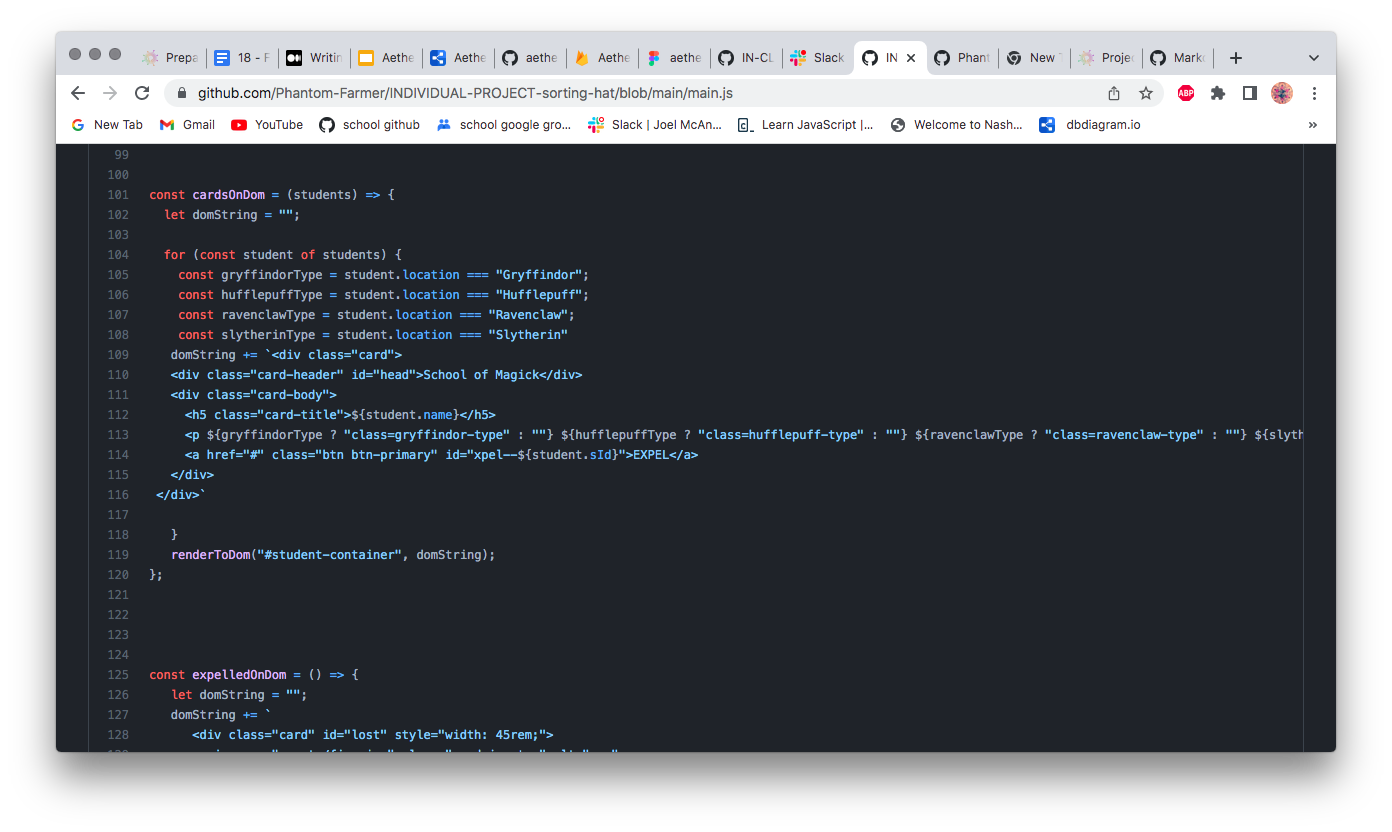 Prepa
18 - F
Writin
Aethe
Aethe
aethe
Aethe
aethe
IN-CL
Slack
IN
Phant
New T
Projec
Marko
github.com/Phantom-Farmer/INDIVIDUAL-PROJECT-sorting-hat/blob/main/main.js
ABP
New Tab
Gmail
YouTube
school github
school google gro...
Slack | Joel McAn...
Learn JavaScript |...
Welcome to Nash...
dbdiagram.io
»
99
100
101 const cardsOnDom = (students) => {
102 let domString = "";
103
104 for (const student of students) {
105 const gryffindorType = student.location === "Gryffindor";
106 const hufflepuffType = student.location === "Hufflepuff";
107 const ravenclawType = student.location === "Ravenclaw";
108 const slytherinType = student.location === "Slytherin"
109 domString += `<div class="card">
110 <div class="card-header" id="head">School of Magick</div>
111 <div class="card-body">
112 <h5 class="card-title">${student.name}</h5>
113 <p ${gryffindorType ? "class=gryffindor-type" : ""} ${hufflepuffType ? "class=hufflepuff-type" : ""} ${ravenclawType ? "class=ravenclaw-type" : ""} ${slyth
114 <a href="#" class="btn btn-primary" id="xpel--${student.sId}">EXPEL</a>
115 </div>
116 </div>`
117
118 }
119 renderToDom("#student-container", domString);
120 };
121
122
123
124
125 const expelledOnDom = () => {
126 let domString = "";
127 domString += `
128 <div class="card" id="lost" style="width: 45rem;">